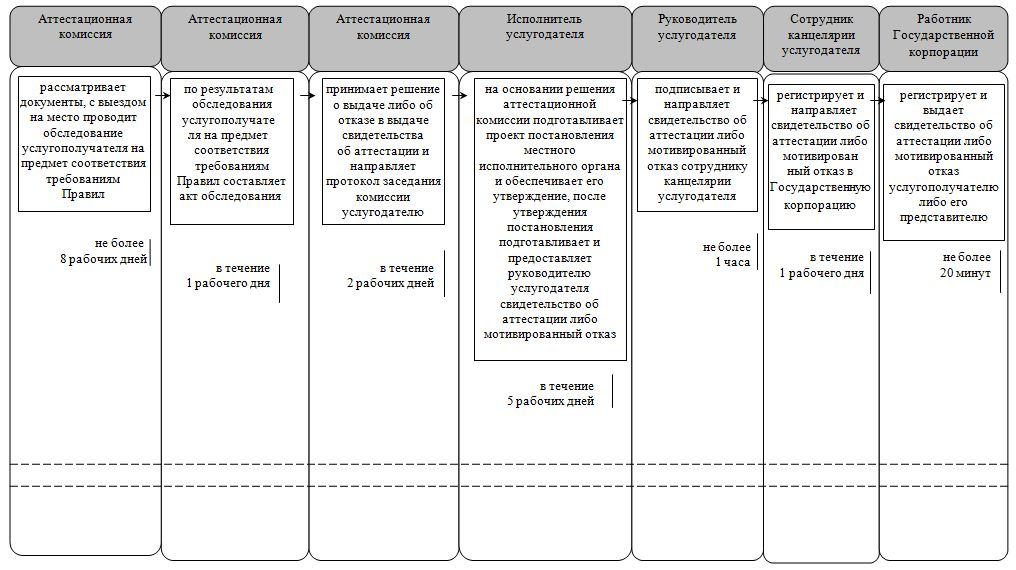 Аттестационная
комиссия
рассматривает
документы, с выездом
на место проводит
обследование
услугополучателя на
предмет соответствия
требованиям
Правил
не более
8 рабочих дней
Аттестационная
комиссия
по результатам
обследования
услугополучате
ля на предмет
соответствия
требованиям
Правил составляет
акт обследования
в течение
1 рабочего дня
Аттестационная
комиссия
принимает решение
о выдаче либо об
отказе в выдаче
свидетельства
об аттестации и
направляет
протокол заседания
комиссии
услугодателю
в течение
2 рабочих дней
Исполнитель
услугодателя
на основании решения
аттестационной
комиссии подготавливает
проект постановления
местного
исполнительного органа
и обеспечивает его
утверждение, после
утверждения
постановления
подготавливает и
предоставляет
руководителю
услугодателя
свидетельство об
аттестации либо
мотивированный отказ
в течение
5 рабочих дней
Руководитель
услугодателя
подписывает и
направляет
свидетельство об
аттестации либо
мотивированный
отказ сотруднику
канцелярии
услугодателя
не более
1 часа
Сотрудник
канцелярии
услугодателя
регистрирует и
направляет
свидетельство об
аттестации либо
мотивирован
ный отказ в
Государственную
корпорацию
в течение
1 рабочего дня
Работник
Государственной
корпорации
регистрирует и
выдает
свидетельство об
аттестации либо
мотивированный
отказ
услугополучателю
либо его
представителю
не более
20 минут